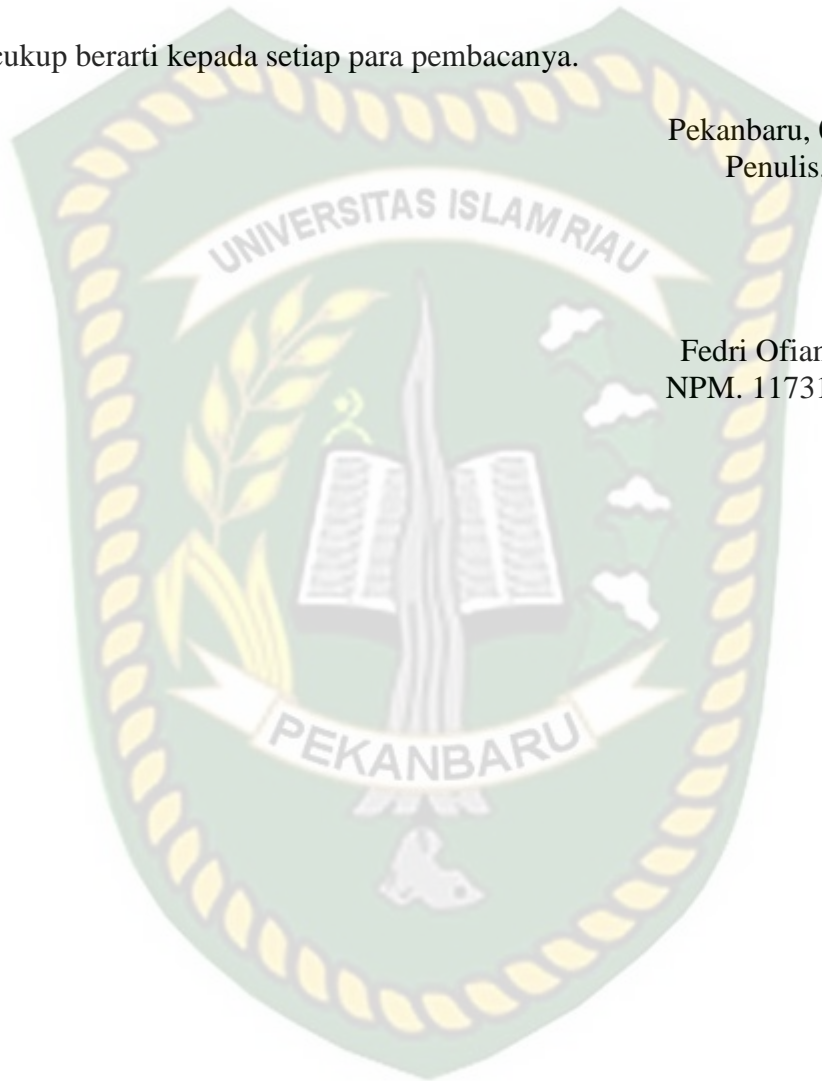 cukup berarti kepada setiap para pembacanya.
Pekanbaru,
Penulis.
UNIVERSITAS ISLAM RIAU
Fedri Ofian
NPM. 11731
PEKANBARU